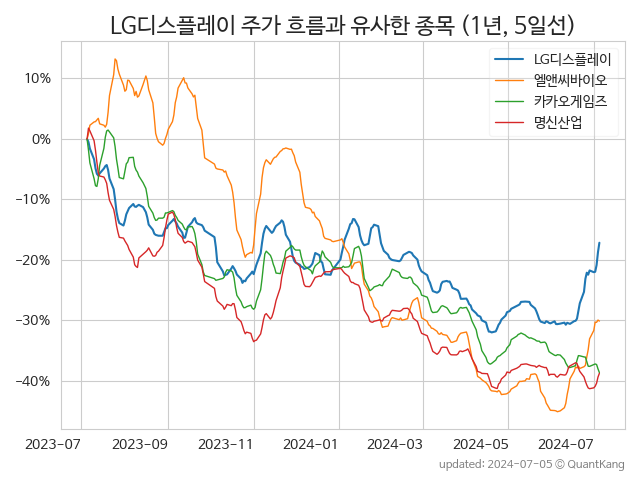 LG디스플레이 주가 흐름과 유사한 종목 (1년, 5일선)
LG디스플레이
엘앤씨바이오
카카오게임즈
명신산업
10%
0%
−10%
−20%
−30%
−40%
2023-07 2023-09 2023-11 2024-01 2024-03 2024-05 2024-07
updated: 2024-07-05 © QuantKang